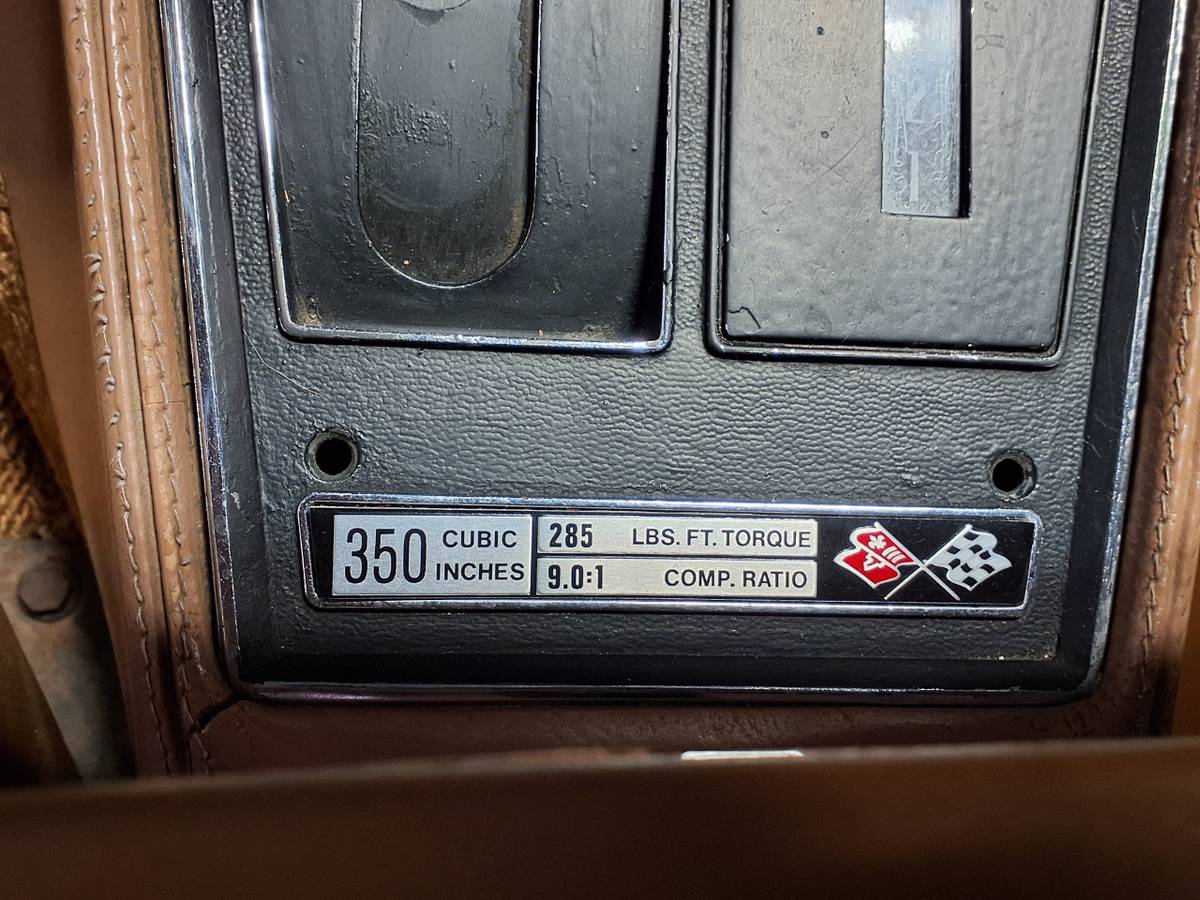 350 CUBIC INCHES
285 LBS. FT. TORQUE
9.0:1 COMP. RATIO